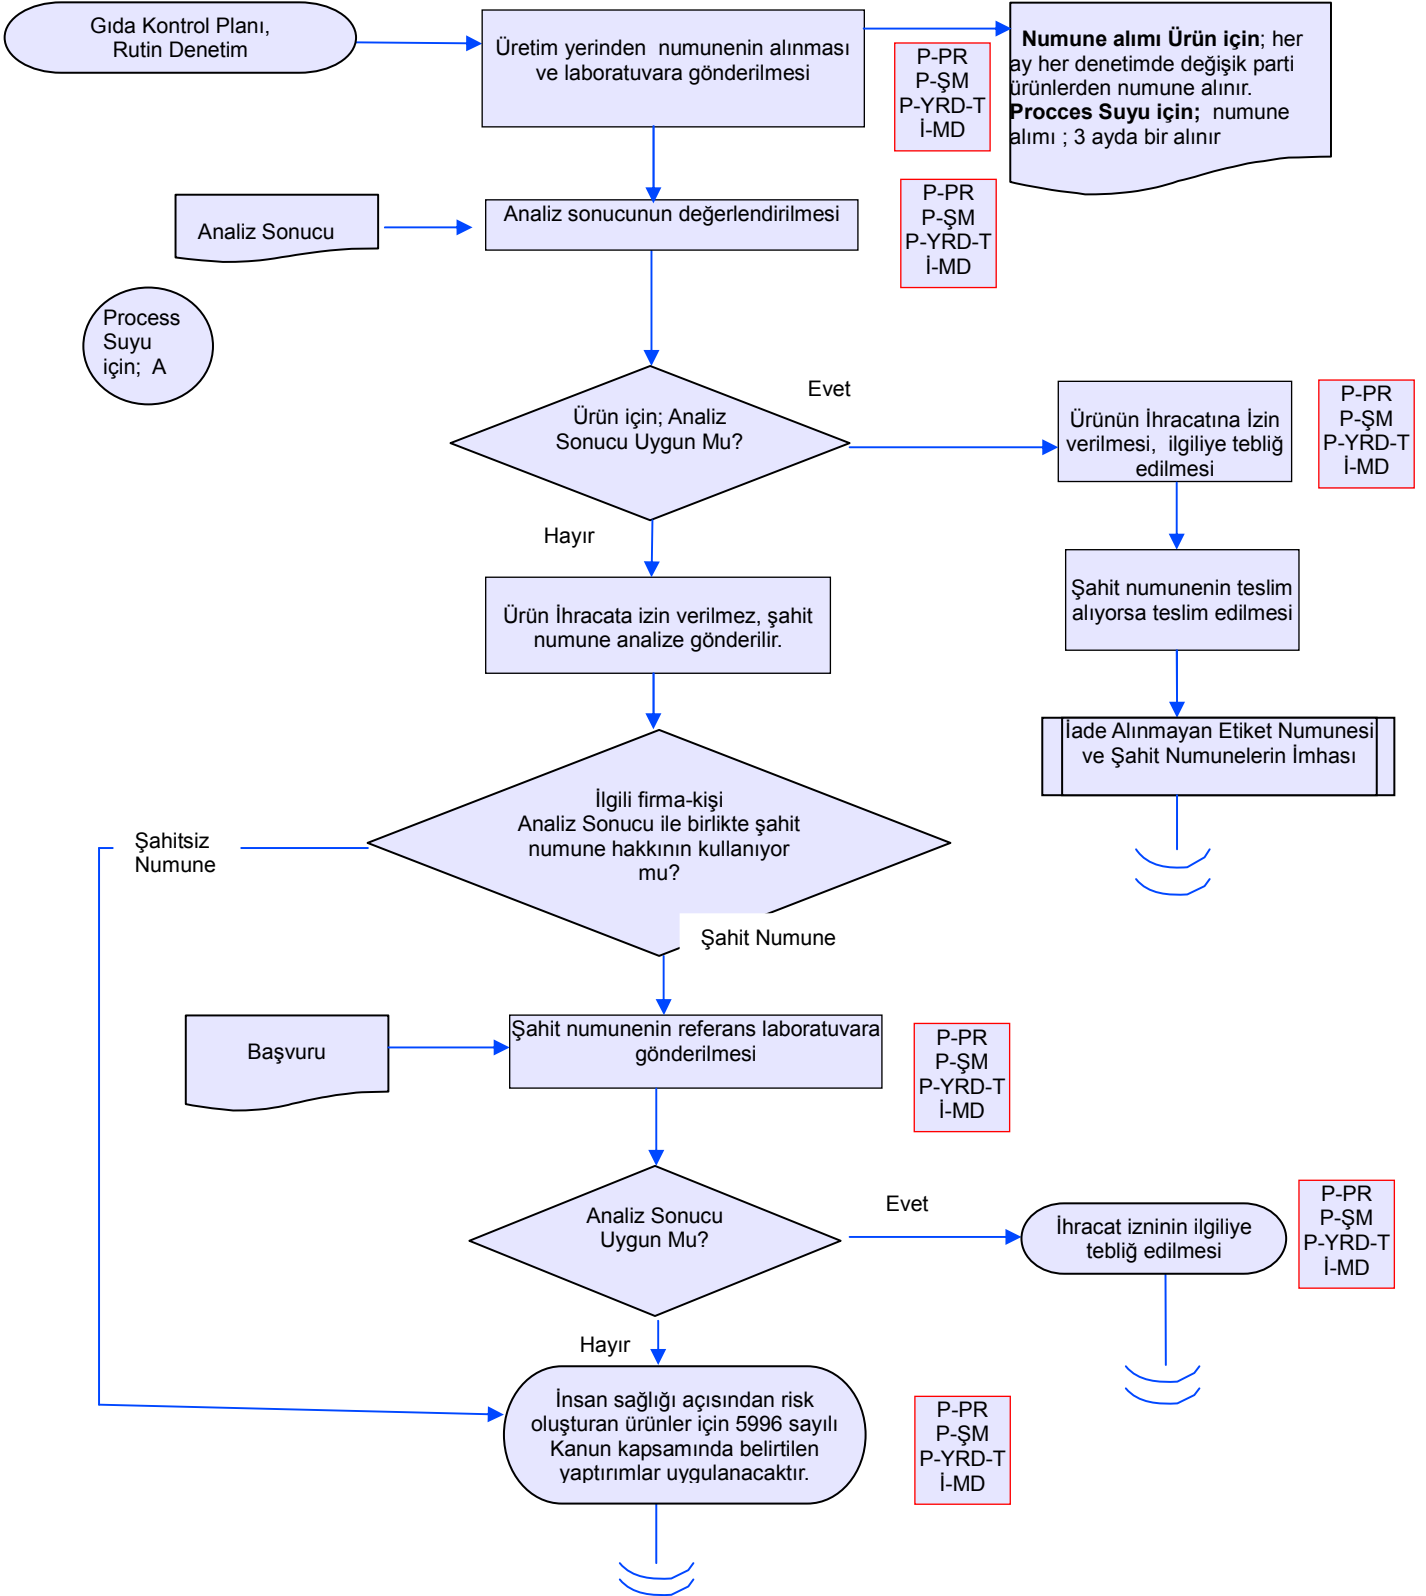 Gıda Kontrol Planı,
Rutin Denetim
Üretim yerinden numunenin alınması
ve laboratuvara gönderilmesi
P-PR
P-ŞM
P-YRD-T
İ-MD
Numune alımı Ürün için; her
ay her denetimde değişik parti
ürünlerden numune alınır.
Procces Suyu için; numune
alımı ; 3 ayda bir alınır
Analiz Sonucu
Analiz sonucunun değerlendirilmesi
P-PR
P-ŞM
P-YRD-T
İ-MD
Process
Suyu
için; A
Ürün için; Analiz
Sonucu Uygun Mu?
Evet
Ürünün İhracatına İzin
verilmesi, ilgiliye tebliğ
edilmesi
P-PR
P-ŞM
P-YRD-T
İ-MD
Hayır
Şahit numunenin teslim
alıyorsa teslim edilmesi
Ürün İhracata izin verilmez, şahit
numune analize gönderilir.
İade Alınmayan Etiket Numunesi
ve Şahit Numunelerin İmhası
İlgili firma-kişi
Analiz Sonucu ile birlikte şahit
numune hakkının kullanıyor
mu?
Şahitsiz
Numune
Şahit Numune
Başvuru
Şahit numunenin referans laboratuvara
gönderilmesi
P-PR
P-ŞM
P-YRD-T
İ-MD
Analiz Sonucu
Uygun Mu?
Evet
İhracat izninin ilgiliye
tebliğ edilmesi
P-PR
P-ŞM
P-YRD-T
İ-MD
Hayır
İnsan sağlığı açısından risk
oluşturan ürünler için 5996 sayılı
Kanun kapsamında belirtilen
yaptırımlar uygulanacaktır.
P-PR
P-ŞM
P-YRD-T
İ-MD